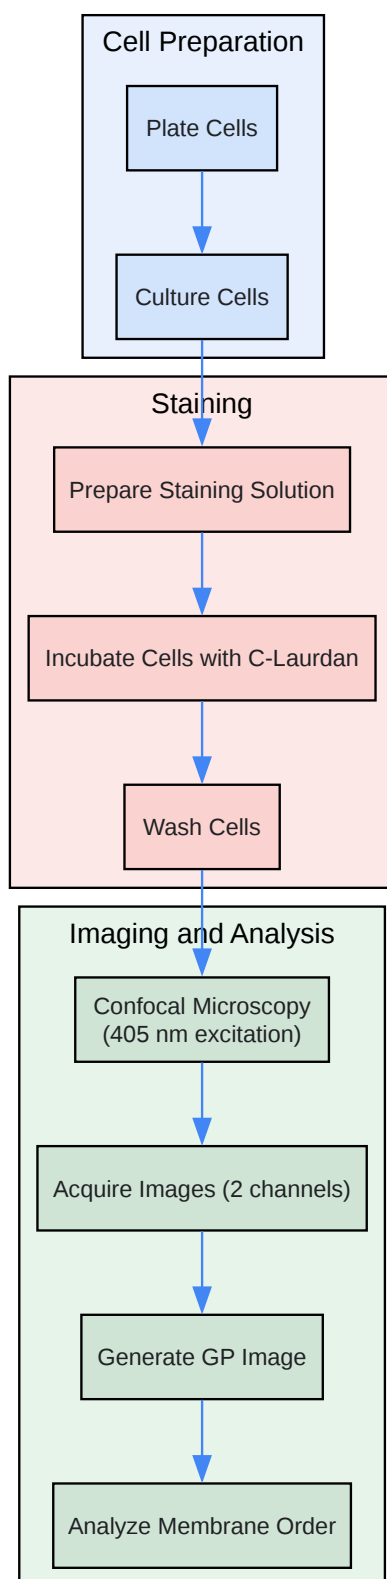 Cell Preparation
Plate Cells
Culture Cells
Staining
Prepare Staining Solution
Incubate Cells with C-Laurdan
Wash Cells
Imaging and Analysis
Confocal Microscopy
(405 nm excitation)
Acquire Images (2 channels)
Generate GP Image
Analyze Membrane Order